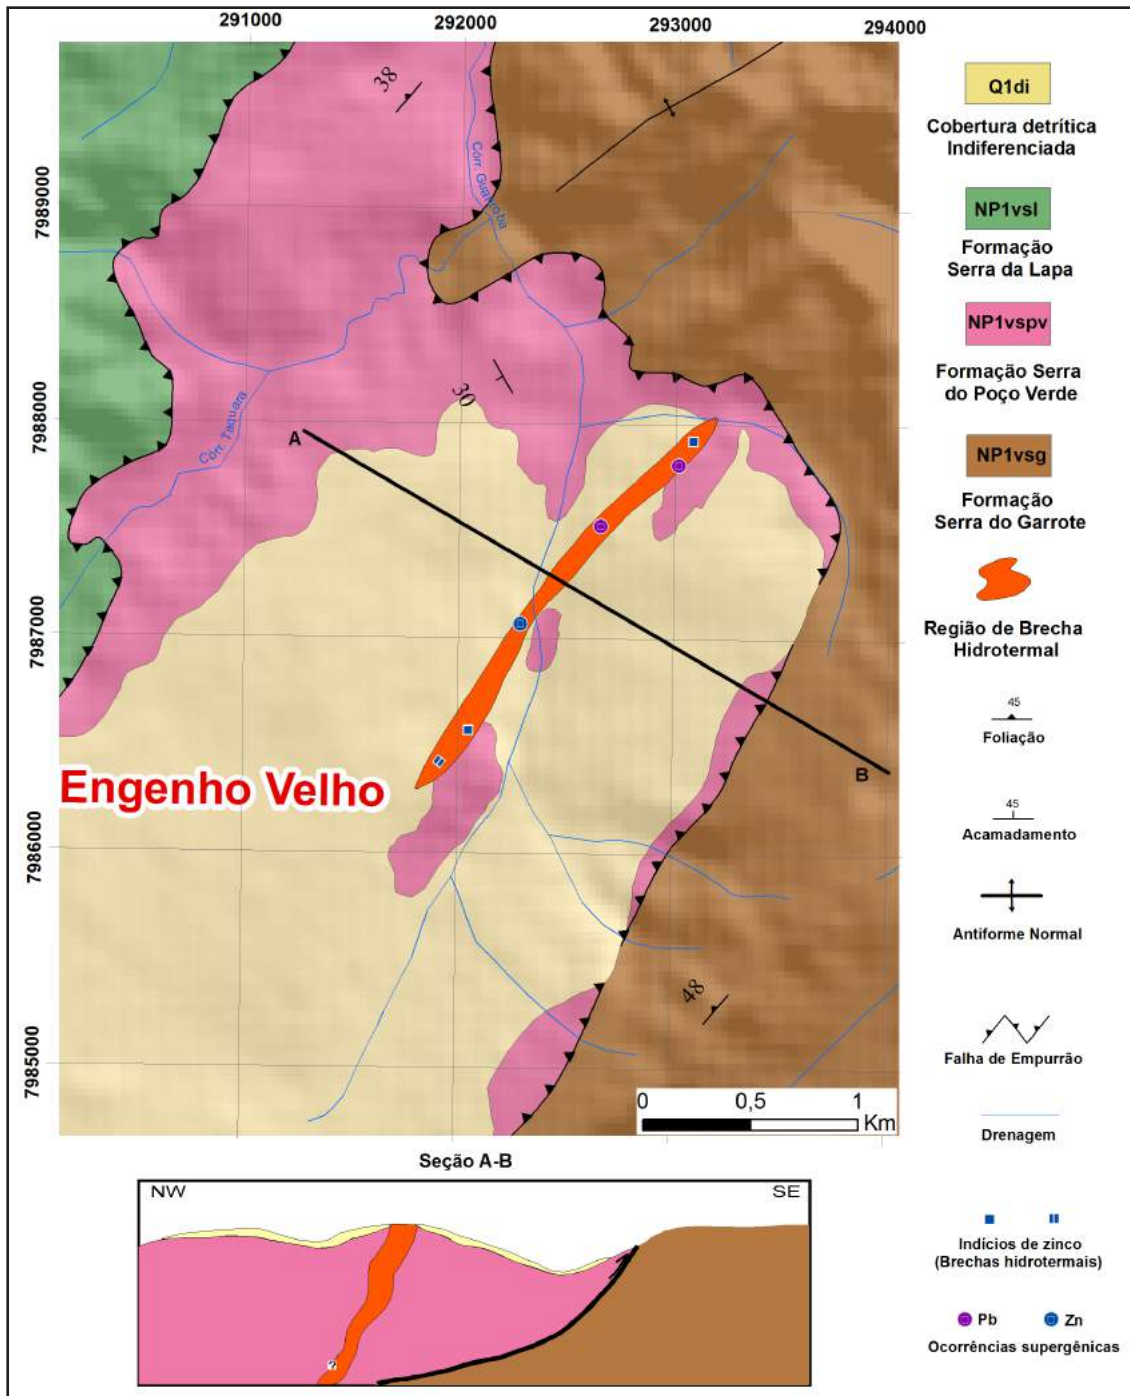 291000 292000 293000 294000
7989000
7988000
7987000
7986000
7985000
38
Córr. Guariroba
30
Córr. Taquara
A
B
Engenho Velho
48
0 0,5 1
Km
Q1di
Cobertura detrítica
Indiferenciada
NP1vsl
Formação
Serra da Lapa
NP1vspv
Formação Serra
do Poço Verde
NP1vsg
Formação
Serra do Garrote
Região de Brecha
Hidrotermal
45
Foliação
45
Acamadamento
Antiforme Normal
Falha de Empurrão
Drenagem
Indícios de zinco
(Brechas hidrotermais)
Pb Zn
Ocorrências supergênicas
Seção A-B
NW SE
?